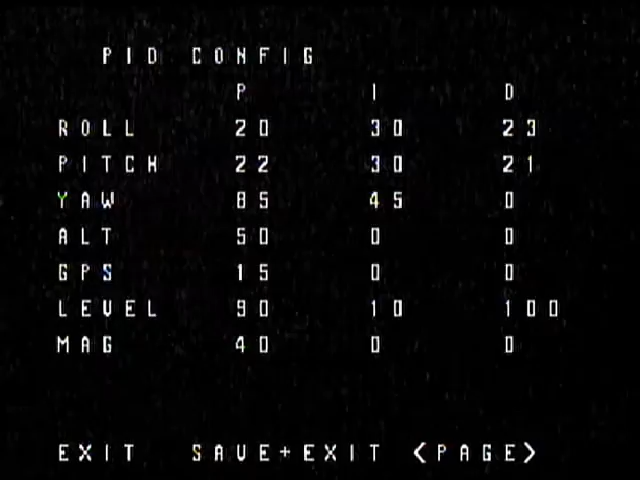 PID CONFIG
P I D
ROLL 20 30 23
PITCH 22 30 21
YAW 85 45 0
ALT 50 0 0
GPS 15 0 0
LEVEL 90 10 100
MAG 40 0 0
EXIT SAVE+EXIT <PAGE>